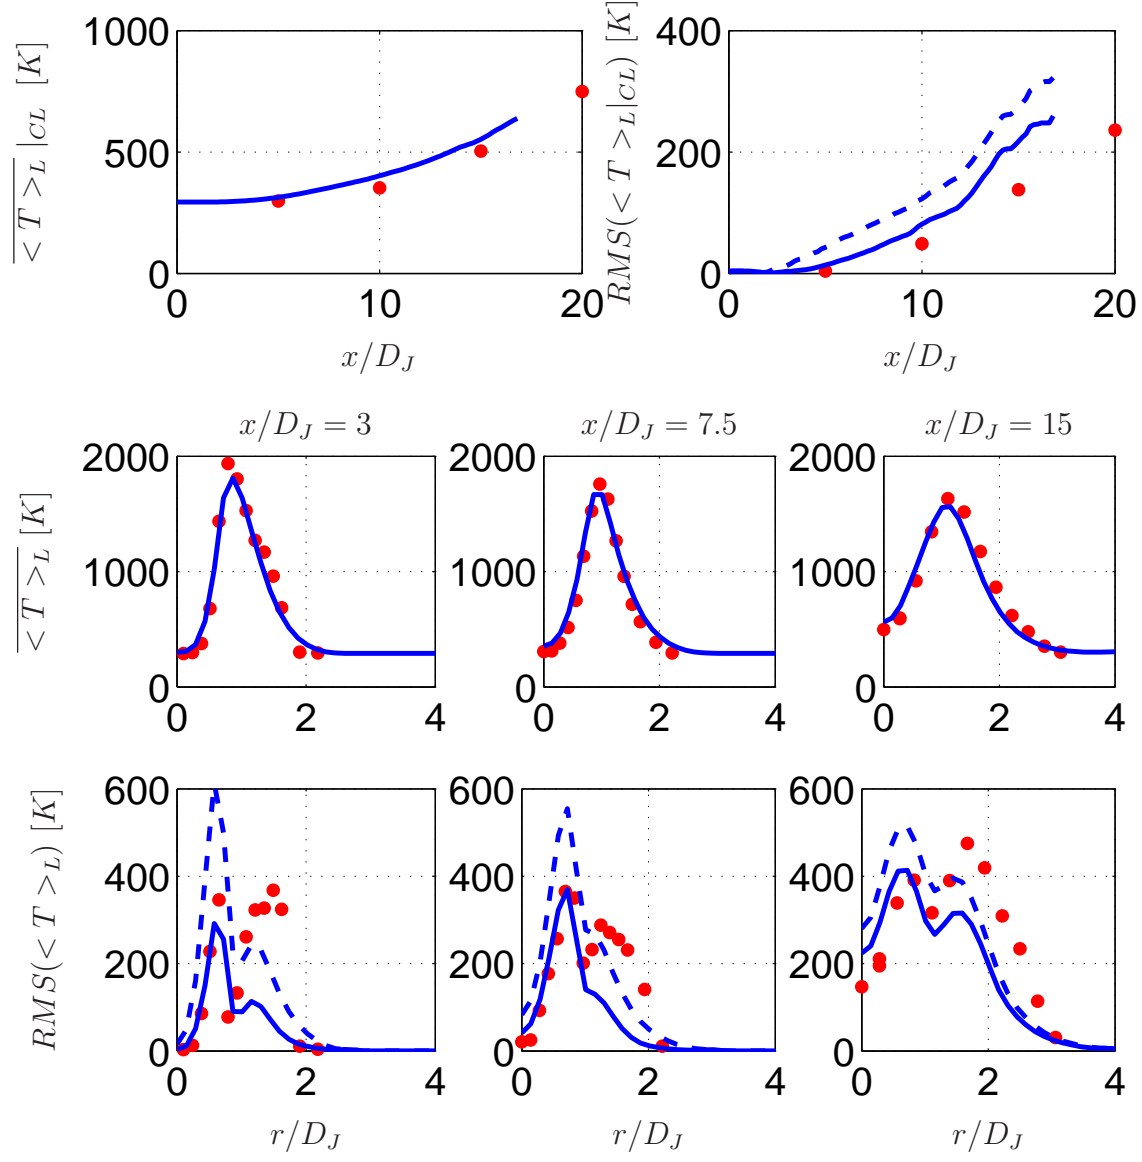 1000
500
0
0 10 20
x/D_J
\overline{<T>_L}|_{CL} [K]
400
200
0
0 10 20
x/D_J
RMS(<T>_L|_{CL}) [K]
x/D_J = 3
x/D_J = 7.5
x/D_J = 15
\overline{<T>_L} [K]
2000
1000
0
0 2 4
2000
1000
0
0 2 4
2000
1000
0
0 2 4
RMS(<T>_L) [K]
600
400
200
0
0 2 4
r/D_J
600
400
200
0
0 2 4
r/D_J
600
400
200
0
0 2 4
r/D_J